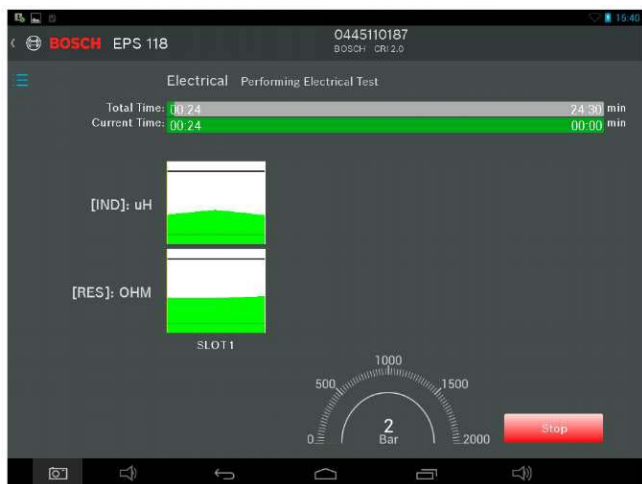 16:40
BOSCH EPS 118
0445110187
BOSCH CRI 2.0
Electrical Performing Electrical Test
Total Time: 00:24 24:30 min
Current Time: 00:24 00:00 min
[IND]: uH
[RES]: OHM
SLOT1
0 500 1000 1500 2000
2
Bar
Stop